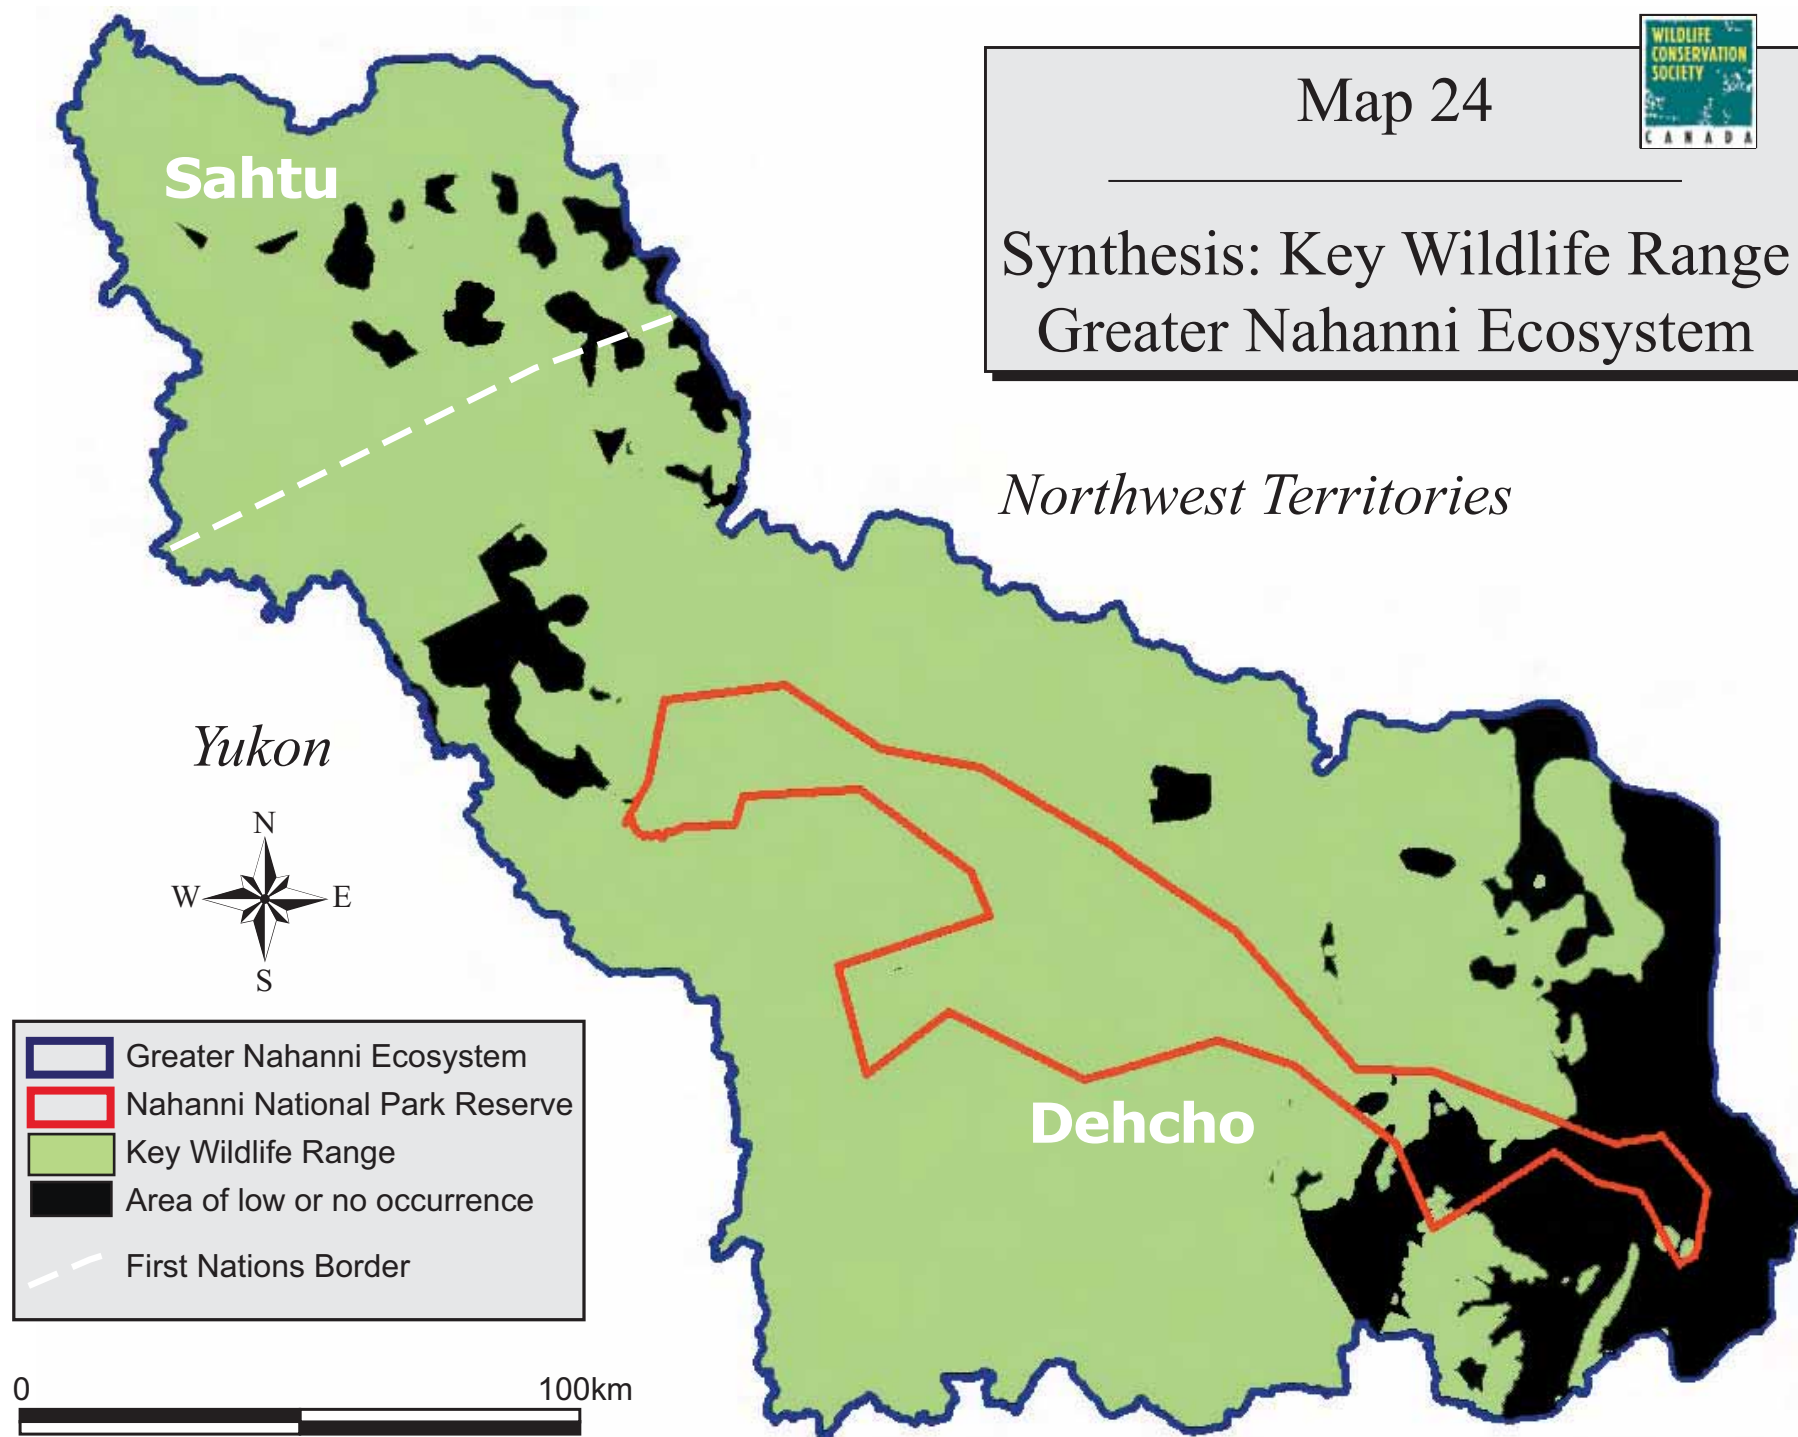 Map 24
WILDLIFE
CONSERVATION
SOCIETY
CANADA
Synthesis: Key Wildlife Range
Greater Nahanni Ecosystem
Sahtu
Northwest Territories
Yukon
N
W
E
S
Dehcho
Greater Nahanni Ecosystem
Nahanni National Park Reserve
Key Wildlife Range
Area of low or no occurrence
First Nations Border
0
100km